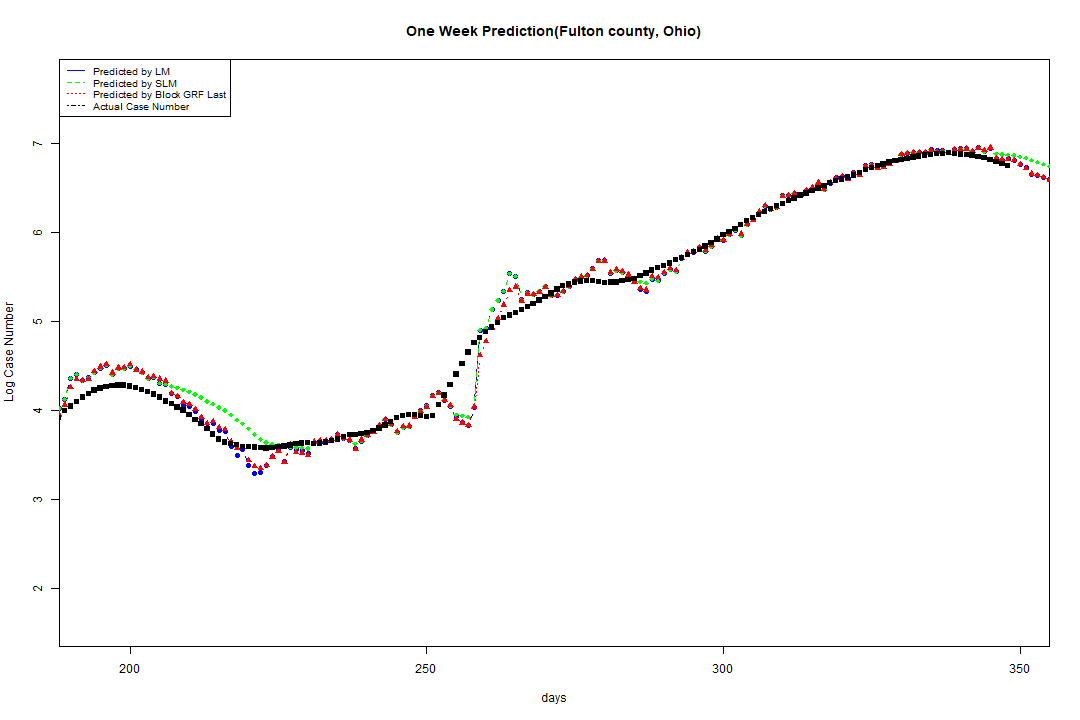 One Week Prediction(Fulton county, Ohio)
Predicted by LM
Predicted by SLM
Predicted by Block GRF Last
Actual Case Number
7
6
5
4
3
2
Log Case Number
200
250
300
350
days